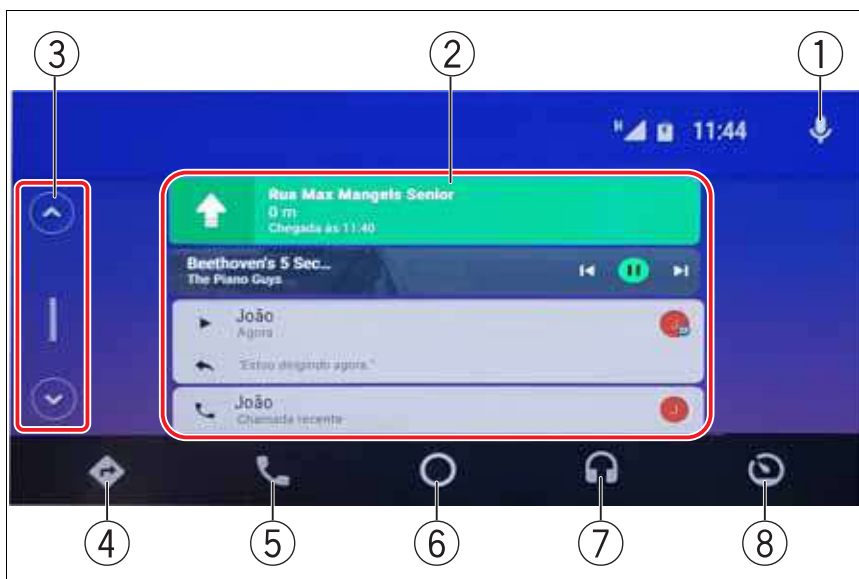 3
2
1
H
11:44
Rua Max Mangels Senior
0 m
Chegada às 11:40
Beethoven's 5 Sec...
The Piano Guys
João
Agora
J
"Estou dirigindo agora."
João
Chamada recente
J
4
5
6
7
8